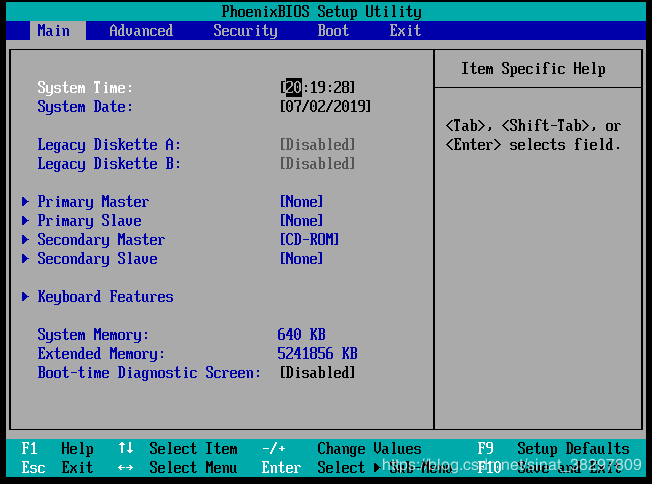 PhoenixBIOS Setup Utility
Main Advanced Security Boot Exit
Item Specific Help
System Time: [20:19:28]
System Date: [07/02/2019]
<Tab>, <Shift-Tab>, or
<Enter> selects field.
Legacy Diskette A: [Disabled]
Legacy Diskette B: [Disabled]
Primary Master [None]
Primary Slave [None]
Secondary Master [CD-ROM]
Secondary Slave [None]
Keyboard Features
System Memory: 640 KB
Extended Memory: 5241856 KB
Boot-time Diagnostic Screen: [Disabled]
F1 Help ↑↓ Select Item -/+ Change Values F9 Setup Defaults
Esc Exit ↔ Select Menu Enter Select ▶ Sub-Menu F10 Save and Exit
https://blog.csdn.net/sinat_38297809